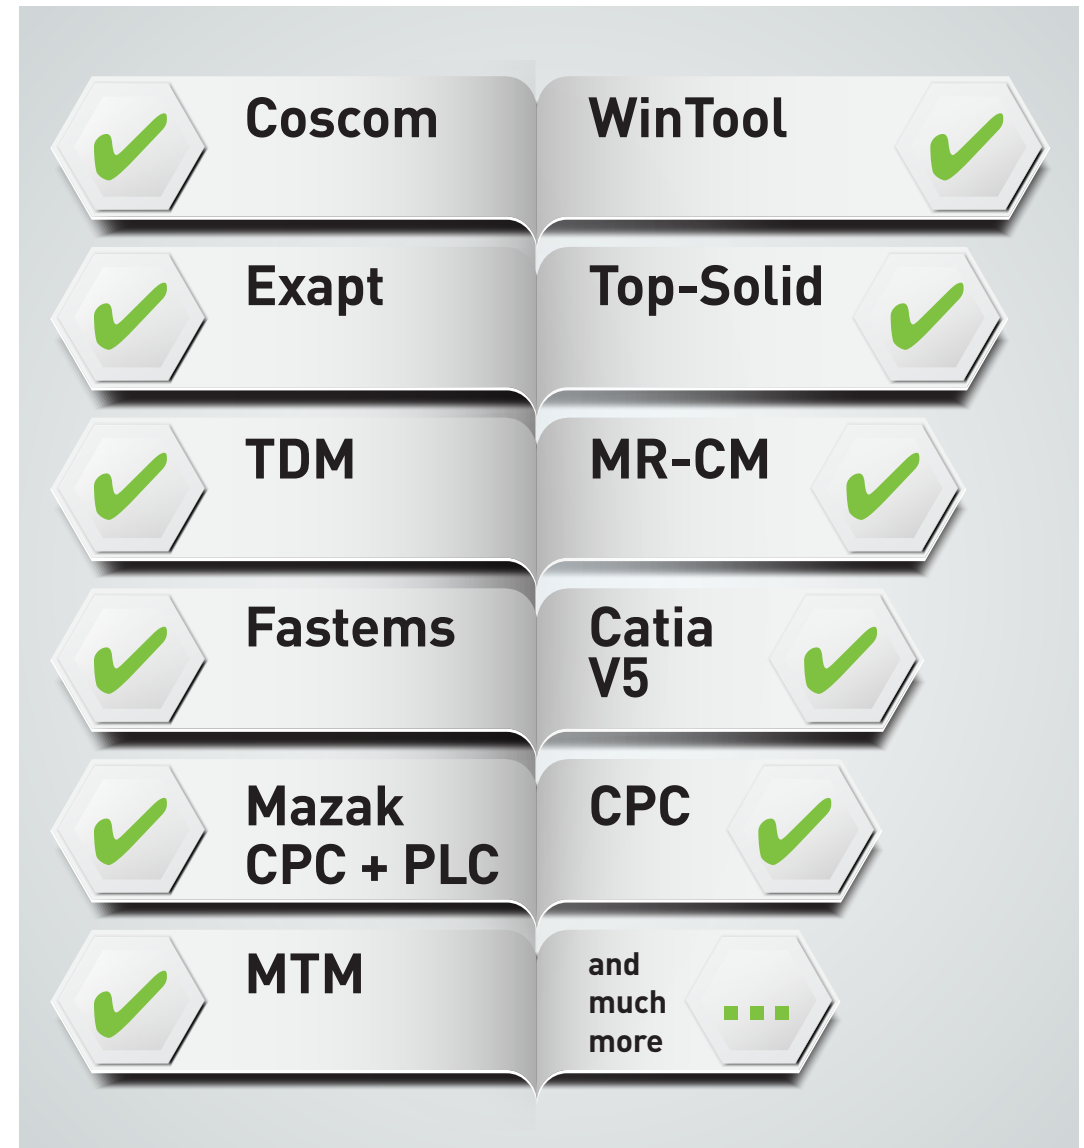 Coscom
WinTool
Exapt
Top-Solid
TDM
MR-CM
Fastems
Catia
V5
Mazak
CPC + PLC
CPC
MTM
and
much
more